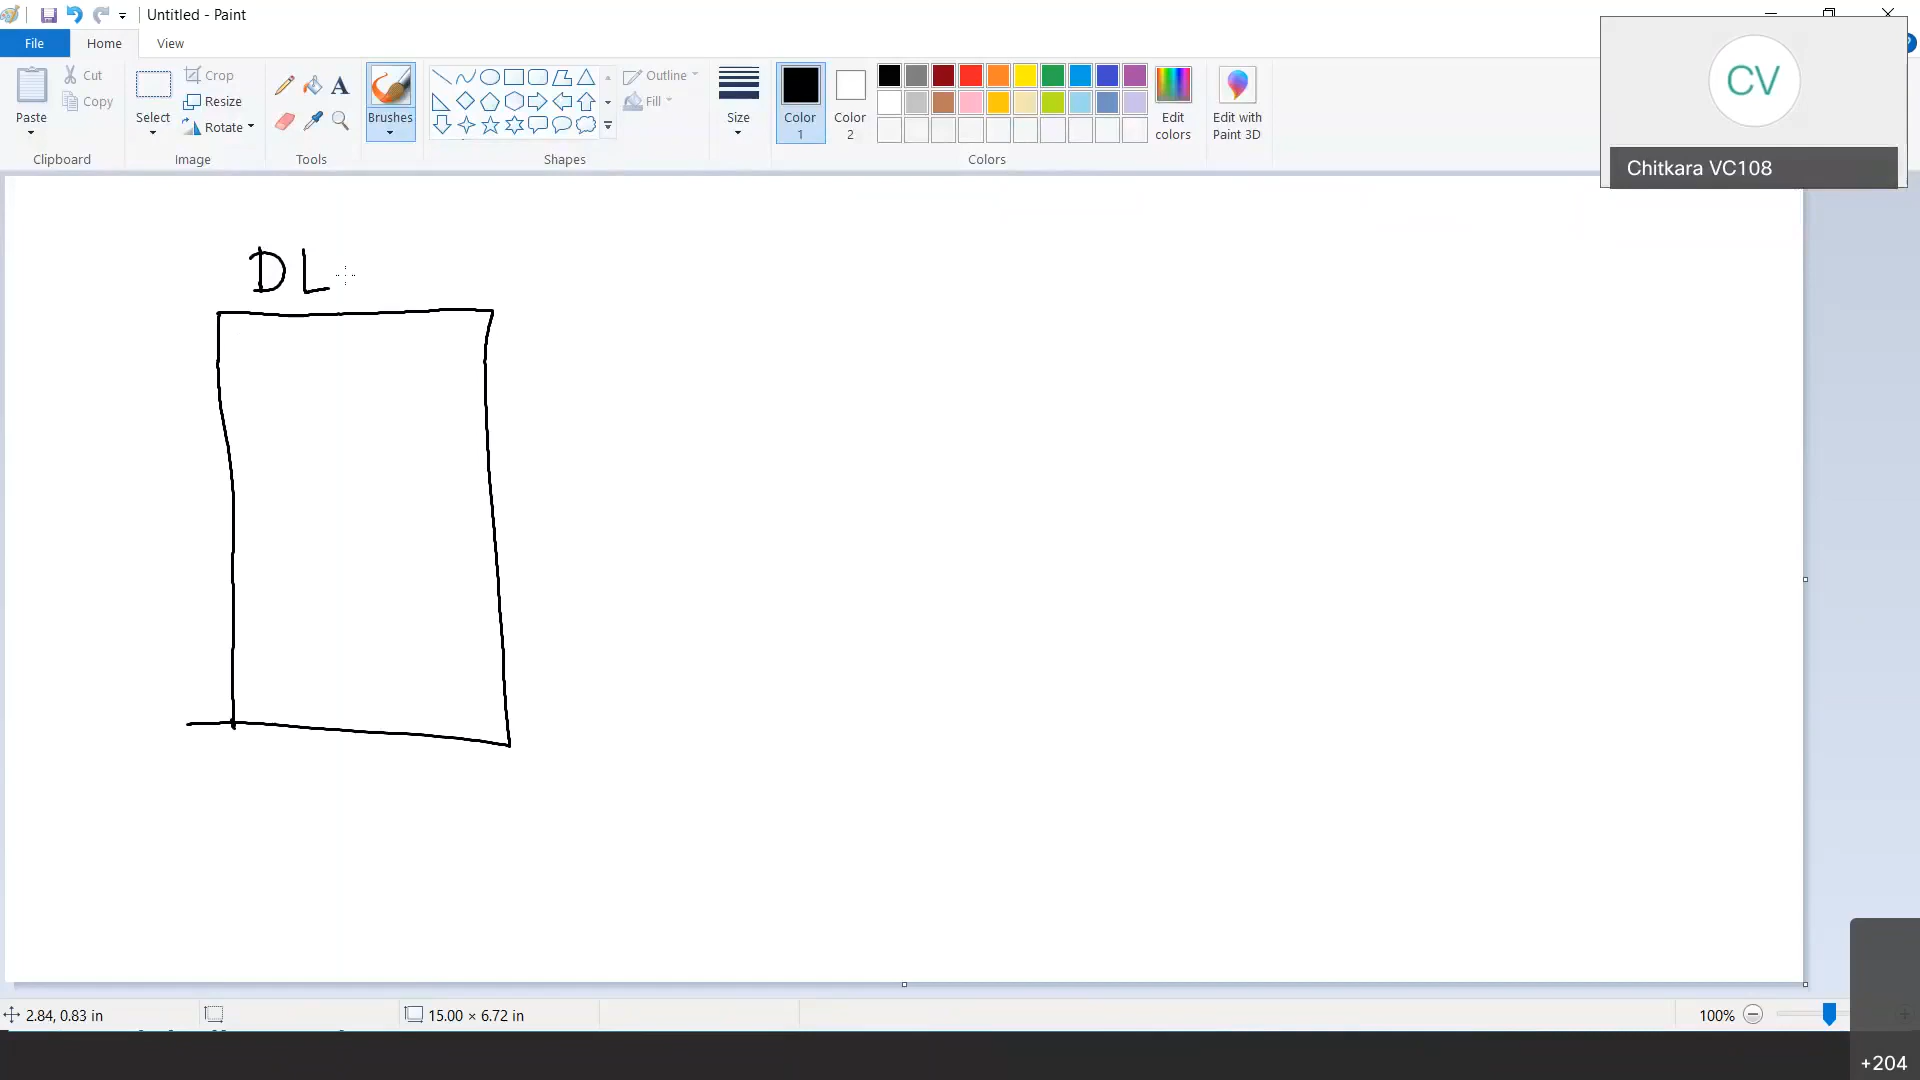 Untitled - Paint
File Home View
Cut
Copy
Paste
Clipboard
Crop
Resize
Rotate
Select
Image
Tools
Brushes
Shapes
Outline
Fill
Size
Color 1
Color 2
Colors
Edit colors
Edit with Paint 3D
CV
Chitkara VC108
DL
2.84, 0.83 in
15.00 × 6.72 in
100%
+204